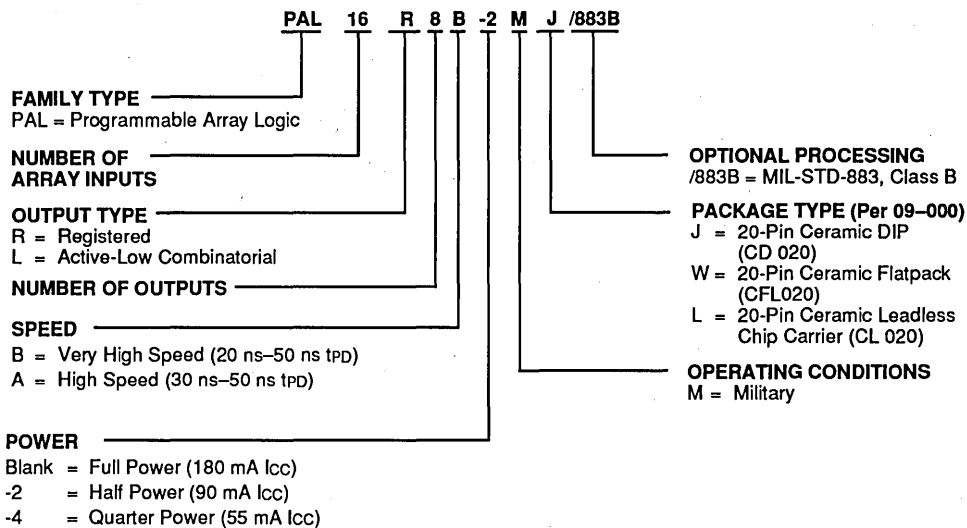 PAL 16 R 8 B -2 M J /883B
FAMILY TYPE
PAL = Programmable Array Logic
NUMBER OF
ARRAY INPUTS
OUTPUT TYPE
R = Registered
L = Active-Low Combinatorial
NUMBER OF OUTPUTS
SPEED
B = Very High Speed (20 ns–50 ns tPD)
A = High Speed (30 ns–50 ns tPD)
POWER
Blank = Full Power (180 mA Icc)
-2 = Half Power (90 mA Icc)
-4 = Quarter Power (55 mA Icc)
OPTIONAL PROCESSING
/883B = MIL-STD-883, Class B
PACKAGE TYPE (Per 09–000)
J = 20-Pin Ceramic DIP
(CD 020)
W = 20-Pin Ceramic Flatpack
(CFL020)
L = 20-Pin Ceramic Leadless
Chip Carrier (CL 020)
OPERATING CONDITIONS
M = Military